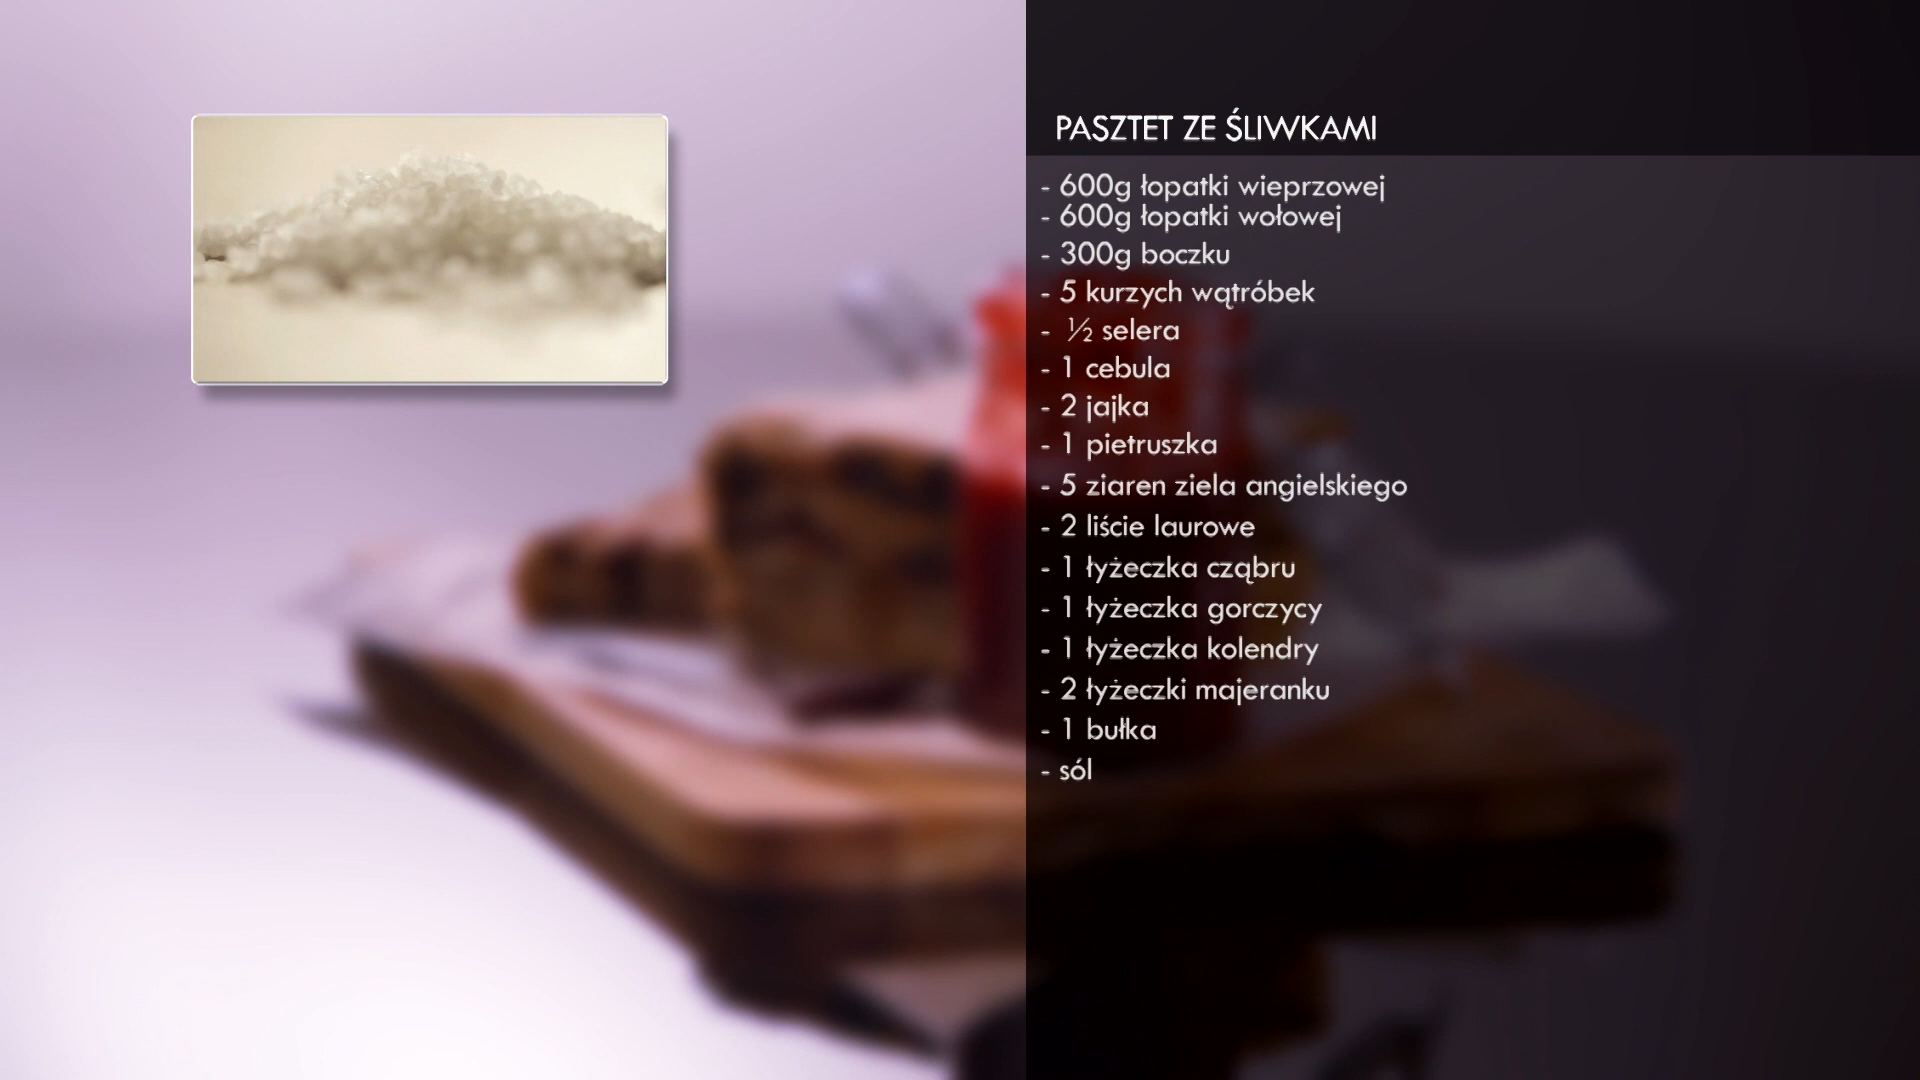 PASZTET ZE ŚLIWKAMI
- 600g łopatki wieprzowej
- 600g łopatki wołowej
- 300g boczku
- 5 kurzych wątróbek
- ½ selera
- 1 cebula
- 2 jajka
- 1 pietruszka
- 5 ziaren ziela angielskiego
- 2 liście laurowe
- 1 łyżeczka cząbru
- 1 łyżeczka gorczycy
- 1 łyżeczka kolendry
- 2 łyżeczki majeranku
- 1 bułka
- sól